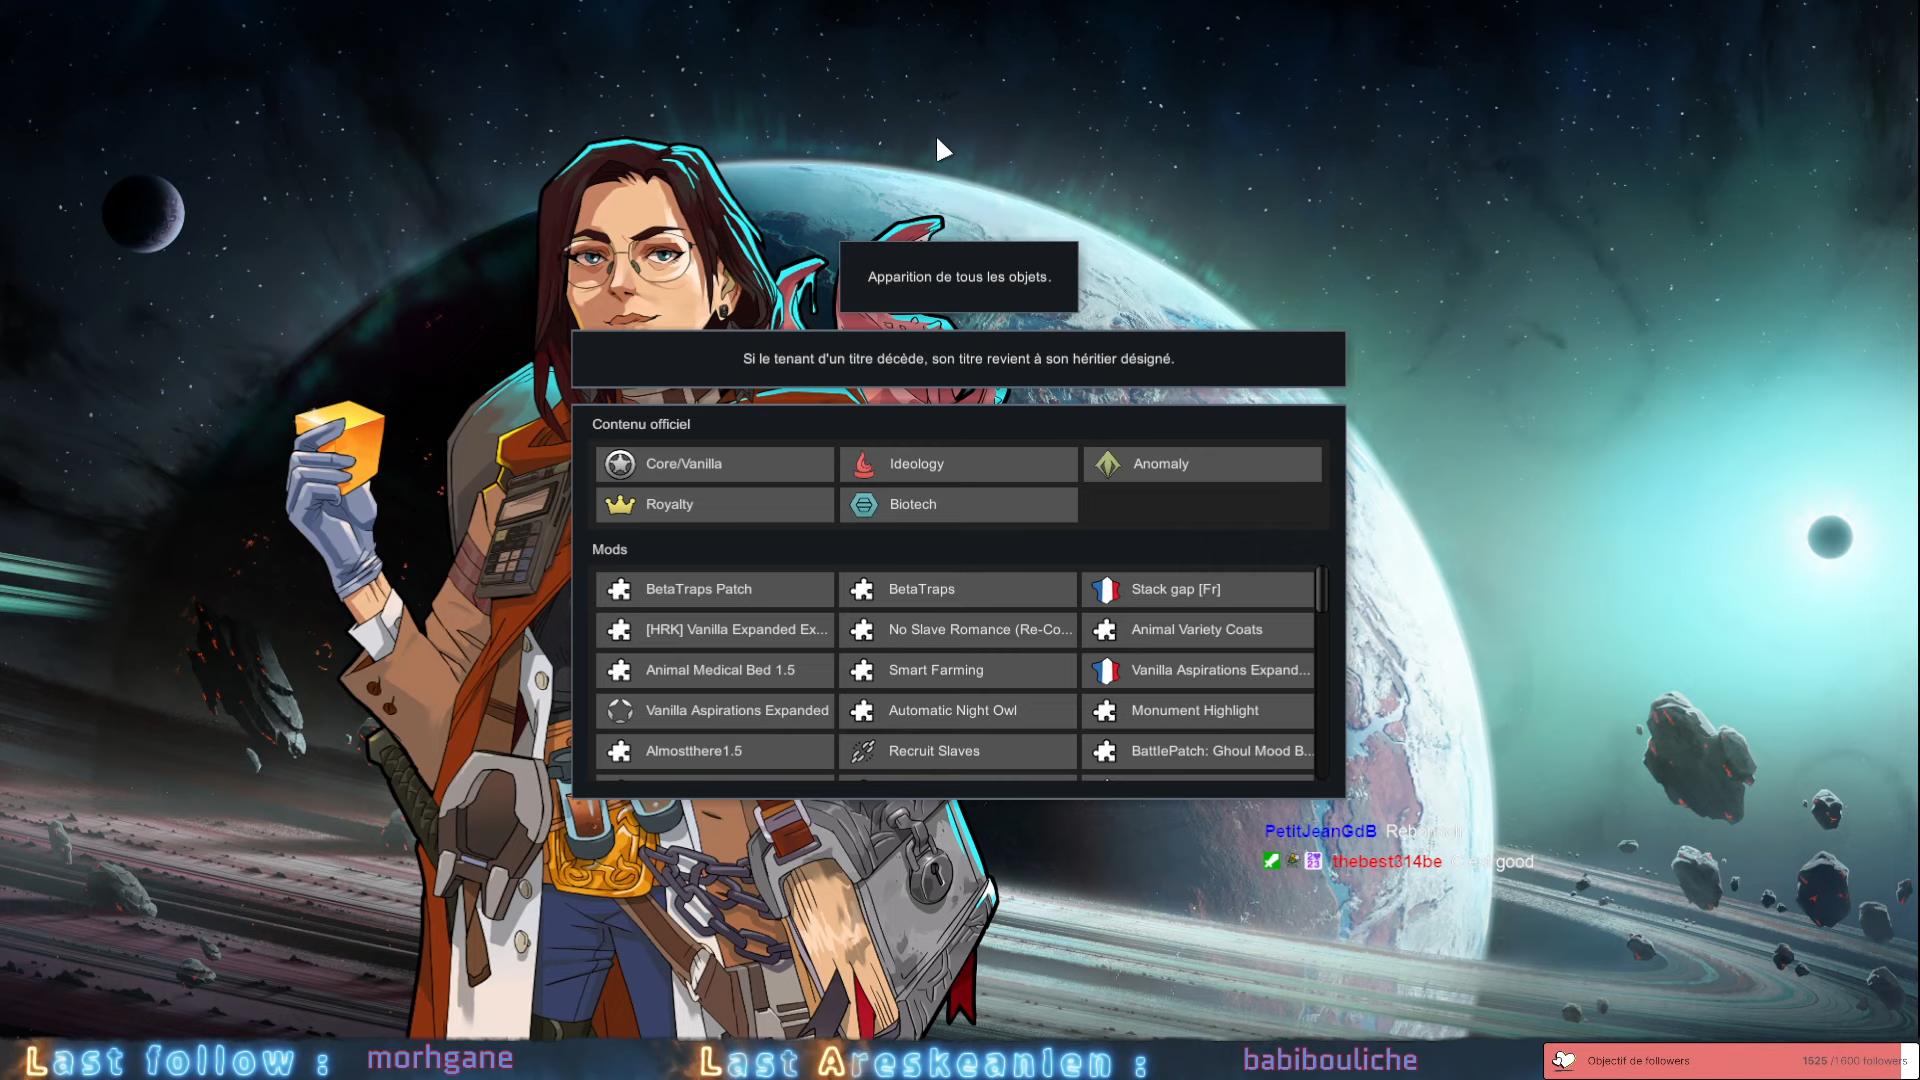 Apparition de tous les objets.
Si le tenant d'un titre décède, son titre revient à son héritier désigné.
Contenu officiel
Core/Vanilla
Ideology
Anomaly
Royalty
Biotech
Mods
BetaTraps Patch
BetaTraps
Stack gap [Fr]
[HRK] Vanilla Expanded Ex...
No Slave Romance (Re-Co...
Animal Variety Coats
Animal Medical Bed 1.5
Smart Farming
Vanilla Aspirations Expand...
Vanilla Aspirations Expanded
Automatic Night Owl
Monument Highlight
Almostthere1.5
Recruit Slaves
BattlePatch: Ghoul Mood B...
PetitJeanGdB
thebest314be C'est good
Last follow : morhgane
Last Areskeanien : babibouliche
Objectif de followers 1525 /1600 followers